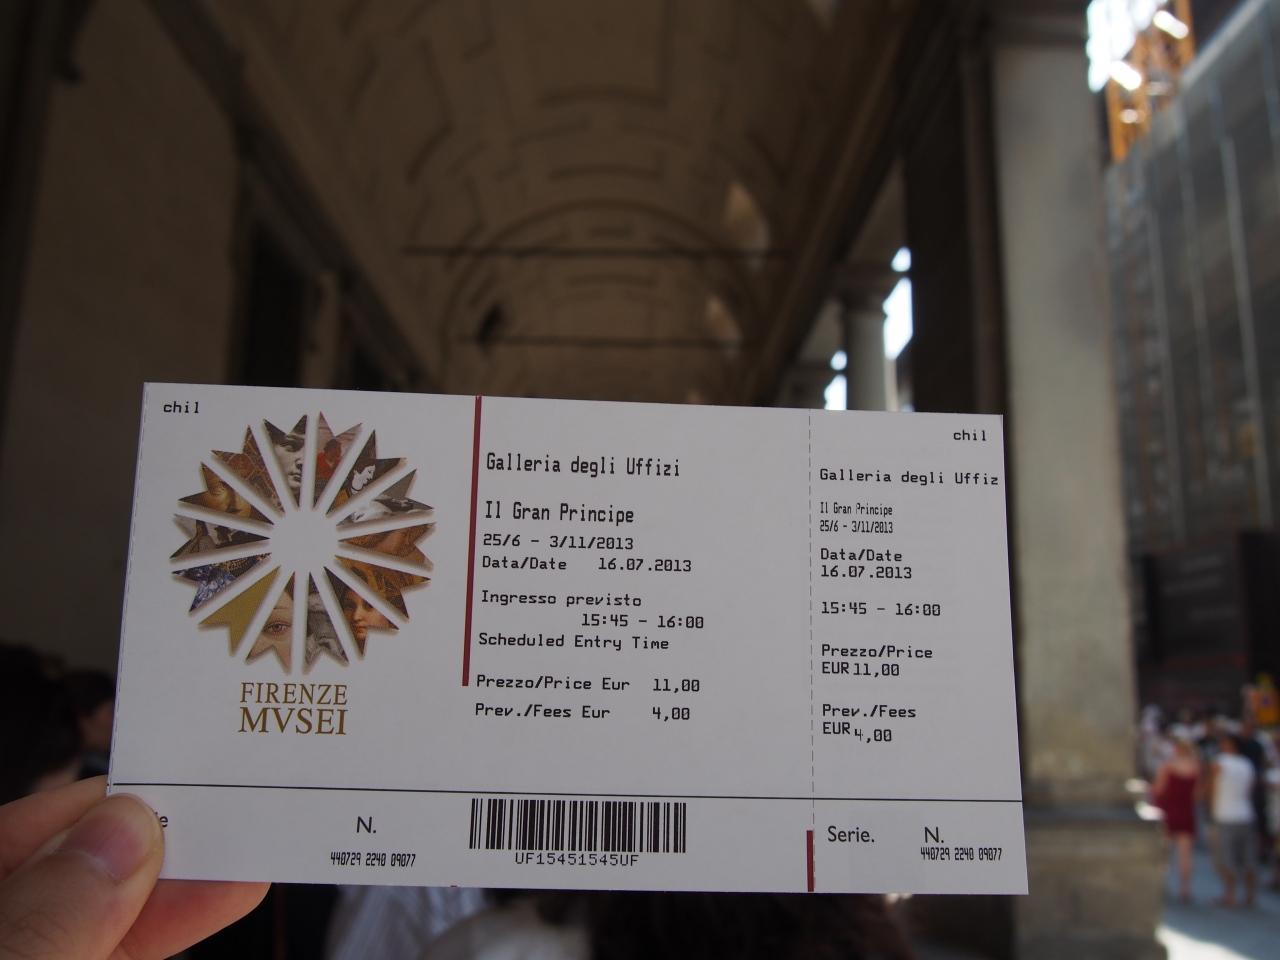 chil
FIRENZE
MVSEI
Galleria degli Uffizi
Il Gran Principe
25/6 - 3/11/2013
Data/Date 16.07.2013
Ingresso previsto
15:45 - 16:00
Scheduled Entry Time
Prezzo/Price Eur 11,00
Prev./Fees Eur 4,00
N.
440729 2240 09077
UF15451545UF
chil
Galleria degli Uffiz
Il Gran Principe
25/6 - 3/11/2013
Data/Date
16.07.2013
15:45 - 16:00
Prezzo/Price
EUR 11,00
Prev./Fees
EUR 4,00
Serie. N.
440729 2240 09077